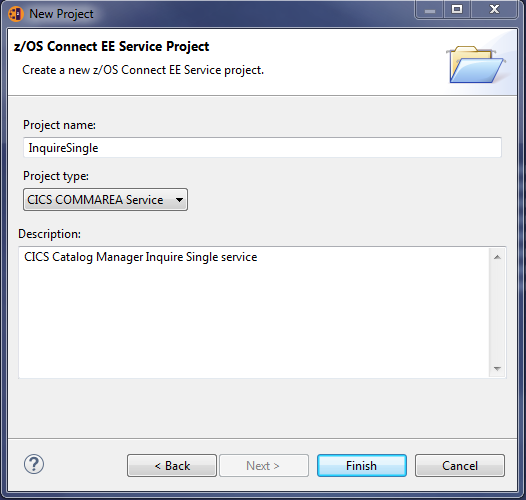 New Project
z/OS Connect EE Service Project
Create a new z/OS Connect EE Service project.
Project name:
InquireSingle
Project type:
CICS COMMAREA Service
Description:
CICS Catalog Manager Inquire Single service
?
< Back
Next >
Finish
Cancel